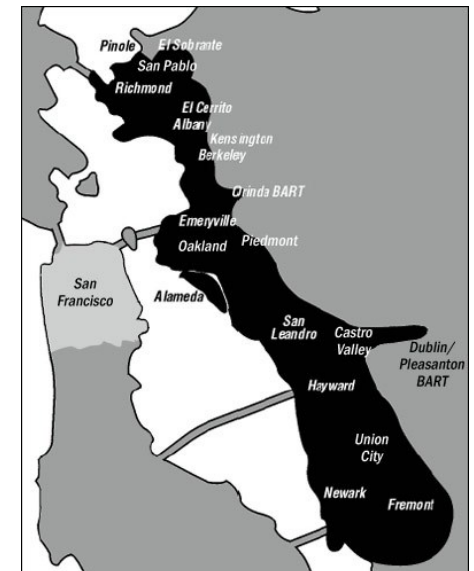 Pinole
El Sobrante
San Pablo
Richmond
El Cerrito
Albany
Kensington
Berkeley
Orinda BART
Emeryville
Oakland
Piedmont
San
Francisco
Alameda
San
Leandro
Castro
Valley
Dublin/
Pleasanton
BART
Hayward
Union
City
Newark
Fremont